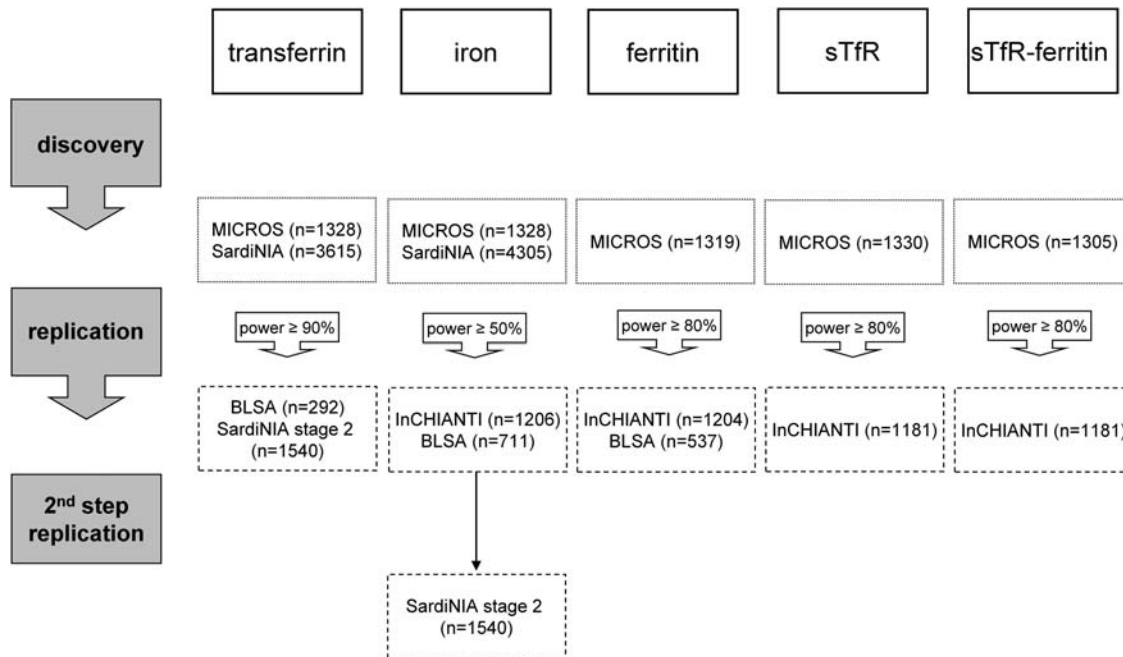 transferrin
iron
ferritin
sTfR
sTfR-ferritin
discovery
MICROS (n=1328)
SardiNIA (n=3615)
MICROS (n=1328)
SardiNIA (n=4305)
MICROS (n=1319)
MICROS (n=1330)
MICROS (n=1305)
replication
power ≥ 90%
power ≥ 50%
power ≥ 80%
power ≥ 80%
power ≥ 80%
BLSA (n=292)
SardiNIA stage 2
(n=1540)
InCHIANTI (n=1206)
BLSA (n=711)
InCHIANTI (n=1204)
BLSA (n=537)
InCHIANTI (n=1181)
InCHIANTI (n=1181)
2nd step
replication
SardiNIA stage 2
(n=1540)